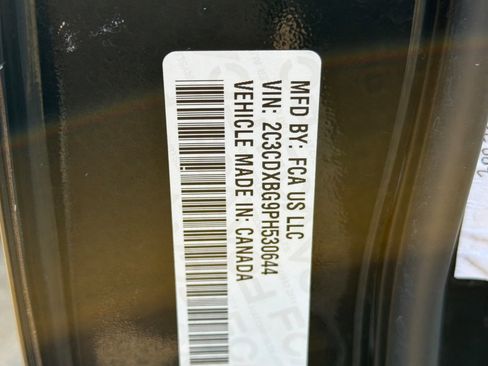 MFD BY: FCA US LLC
VIN: 2C3CDXBG9PH530644
VEHICLE MADE IN: CANADA